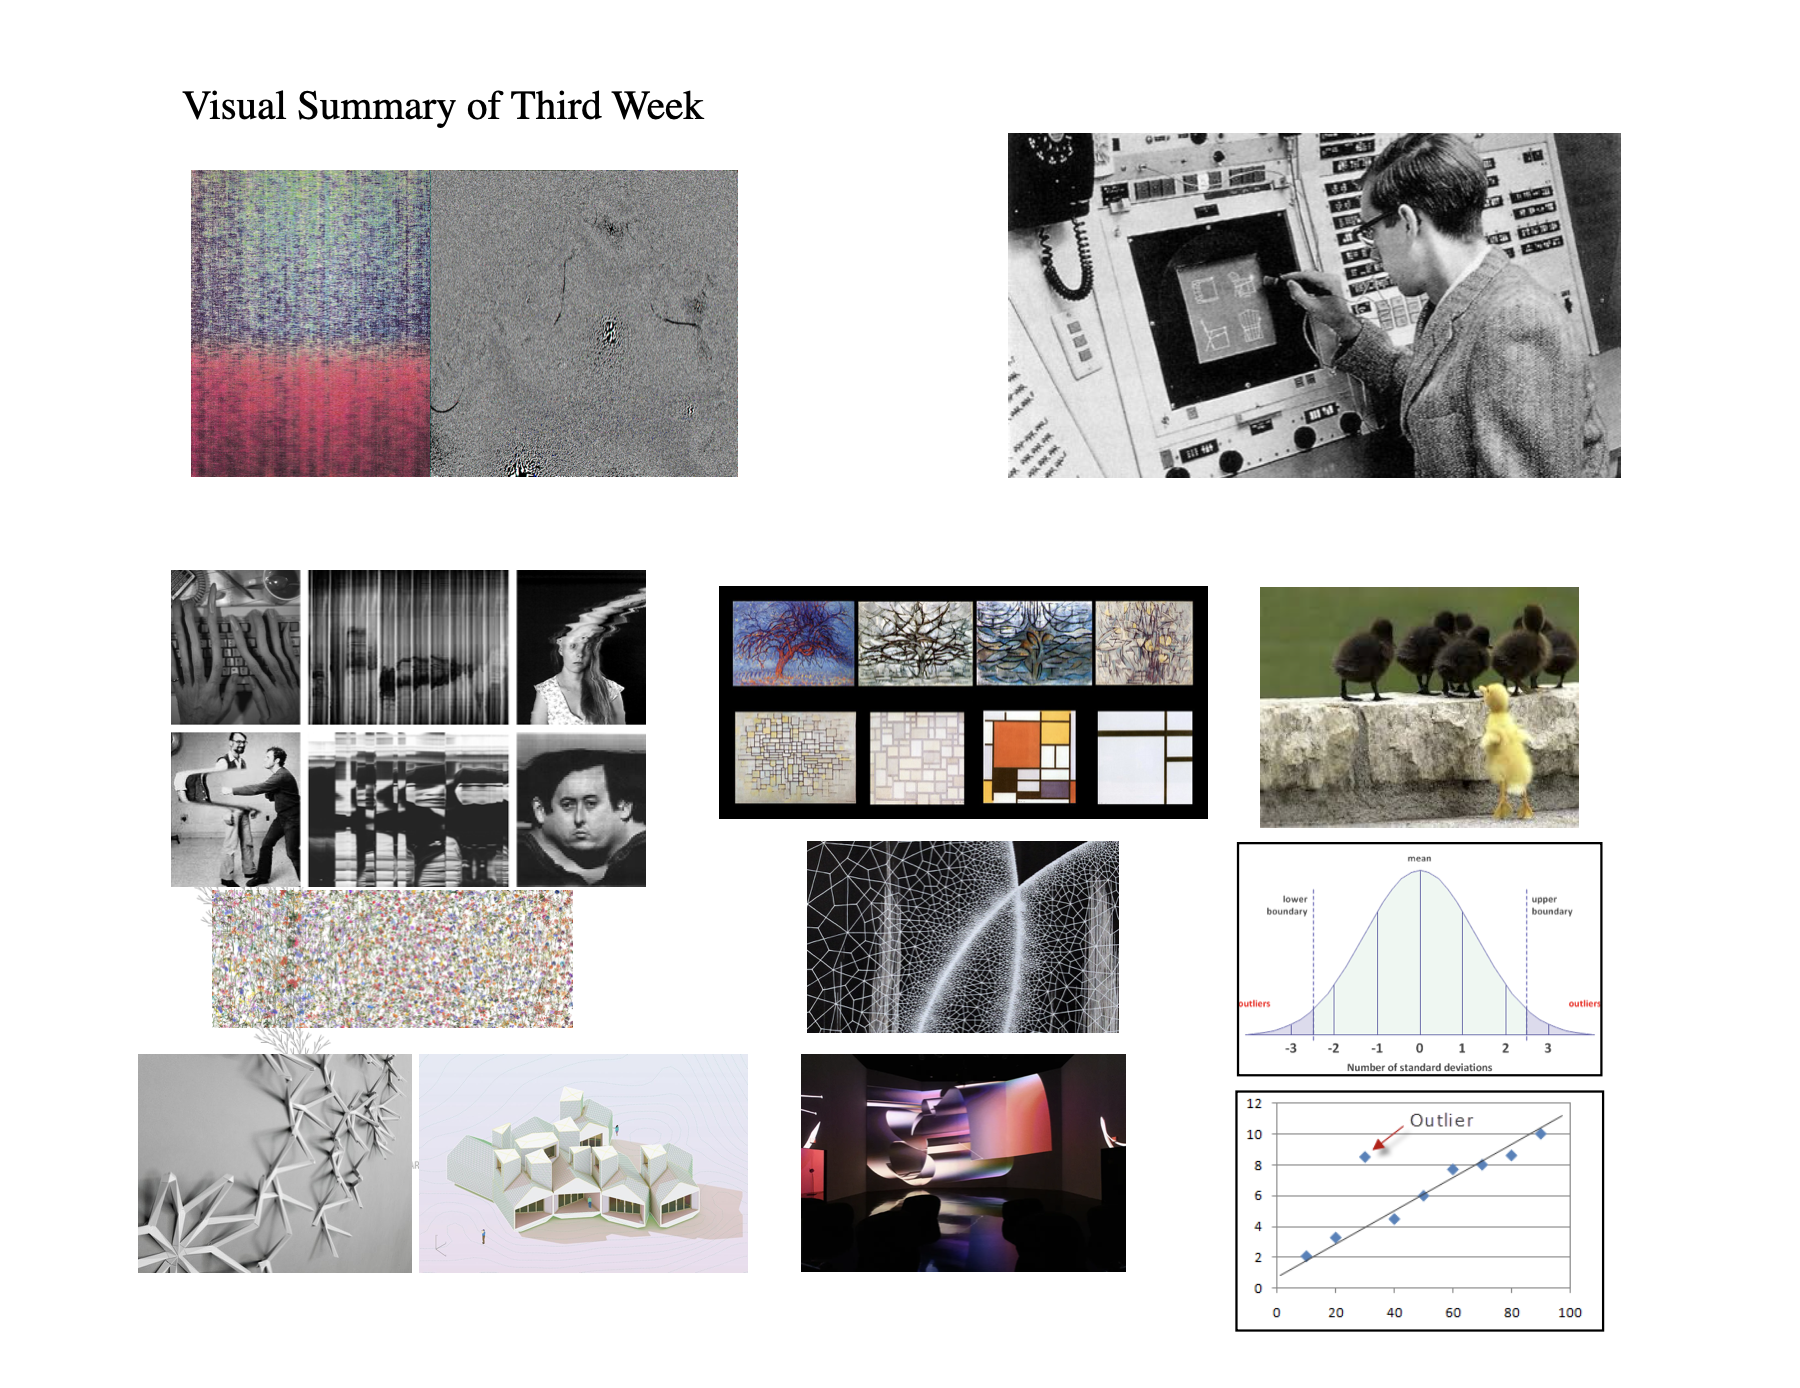 Visual Summary of Third Week
mean
lower
boundary
upper
boundary
outliers
outliers
-3 -2 -1 0 1 2 3
Number of standard deviations
AR
Outlier
12
10
8
6
4
2
0
0 20 40 60 80 100